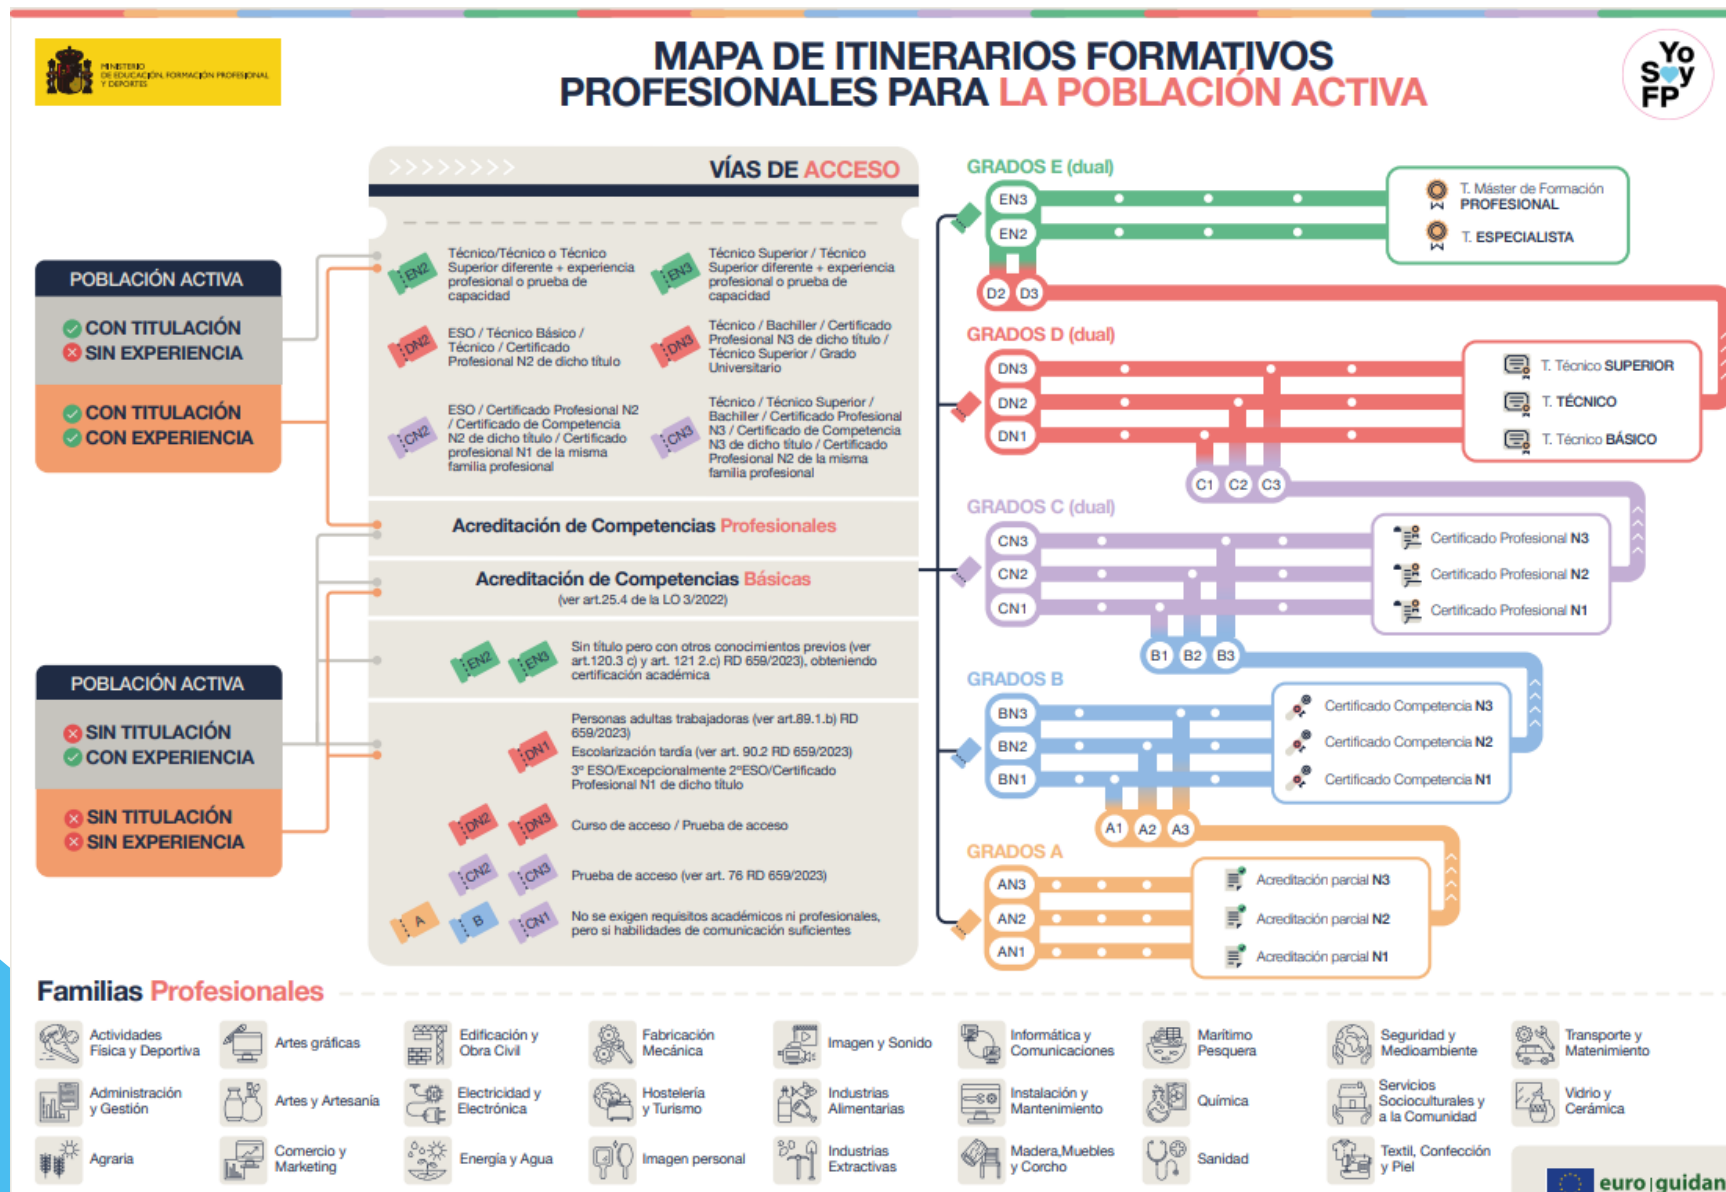 MINISTERIO
DE EDUCACIÓN, FORMACIÓN PROFESIONAL
Y DEPORTES
MAPA DE ITINERARIOS FORMATIVOS
PROFESIONALES PARA LA POBLACIÓN ACTIVA
Yo
Soy
FP
POBLACIÓN ACTIVA
CON TITULACIÓN
SIN EXPERIENCIA
CON TITULACIÓN
CON EXPERIENCIA
POBLACIÓN ACTIVA
SIN TITULACIÓN
CON EXPERIENCIA
SIN TITULACIÓN
SIN EXPERIENCIA
VÍAS DE ACCESO
EN2
Técnico/Técnico o Técnico
Superior diferente + experiencia
profesional o prueba de
capacidad
EN3
Técnico Superior / Técnico
Superior diferente + experiencia
profesional o prueba de
capacidad
DN2
ESO / Técnico Básico /
Técnico / Certificado
Profesional N2 de dicho título
DN3
Técnico / Bachiller / Certificado
Profesional N3 de dicho título /
Técnico Superior / Grado
Universitario
CN2
ESO / Certificado Profesional N2
/ Certificado de Competencia
N2 de dicho título / Certificado
profesional N1 de la misma
familia profesional
CN3
Técnico / Técnico Superior /
Bachiller / Certificado Profesional
N3 / Certificado de Competencia
N3 de dicho título / Certificado
Profesional N2 de la misma
familia profesional
Acreditación de Competencias Profesionales
Acreditación de Competencias Básicas
(ver art.25.4 de la LO 3/2022)
EN2 EN3
Sin título pero con otros conocimientos previos (ver
art.120.3 c) y art. 121 2.c) RD 659/2023), obteniendo
certificación académica
DN1
Personas adultas trabajadoras (ver art.89.1.b) RD
659/2023)
Escolarización tardía (ver art. 90.2 RD 659/2023)
3º ESO/Excepcionalmente 2ºESO/Certificado
Profesional N1 de dicho título
DN2 DN3
Curso de acceso / Prueba de acceso
CN2 CN3
Prueba de acceso (ver art. 76 RD 659/2023)
A B CN1
No se exigen requisitos académicos ni profesionales,
pero si habilidades de comunicación suficientes
GRADOS E (dual)
EN3
EN2
T. Máster de Formación
PROFESIONAL
T. ESPECIALISTA
D2 D3
GRADOS D (dual)
DN3
DN2
DN1
T. Técnico SUPERIOR
T. TÉCNICO
T. Técnico BÁSICO
C1 C2 C3
GRADOS C (dual)
CN3
CN2
CN1
Certificado Profesional N3
Certificado Profesional N2
Certificado Profesional N1
B1 B2 B3
GRADOS B
BN3
BN2
BN1
Certificado Competencia N3
Certificado Competencia N2
Certificado Competencia N1
A1 A2 A3
GRADOS A
AN3
AN2
AN1
Acreditación parcial N3
Acreditación parcial N2
Acreditación parcial N1
Familias Profesionales
Actividades
Física y Deportiva
Artes gráficas
Edificación y
Obra Civil
Fabricación
Mecánica
Imagen y Sonido
Informática y
Comunicaciones
Marítimo
Pesquera
Seguridad y
Medioambiente
Transporte y
Matenimiento
Administración
y Gestión
Artes y Artesanía
Electricidad y
Electrónica
Hostelería
y Turismo
Industrias
Alimentarias
Instalación y
Mantenimiento
Química
Servicios
Socioculturales y
a la Comunidad
Vidrio y
Cerámica
Agraria
Comercio y
Marketing
Energía y Agua
Imagen personal
Industrias
Extractivas
Madera,Muebles
y Corcho
Sanidad
Textil, Confección
y Piel
euro|guidan